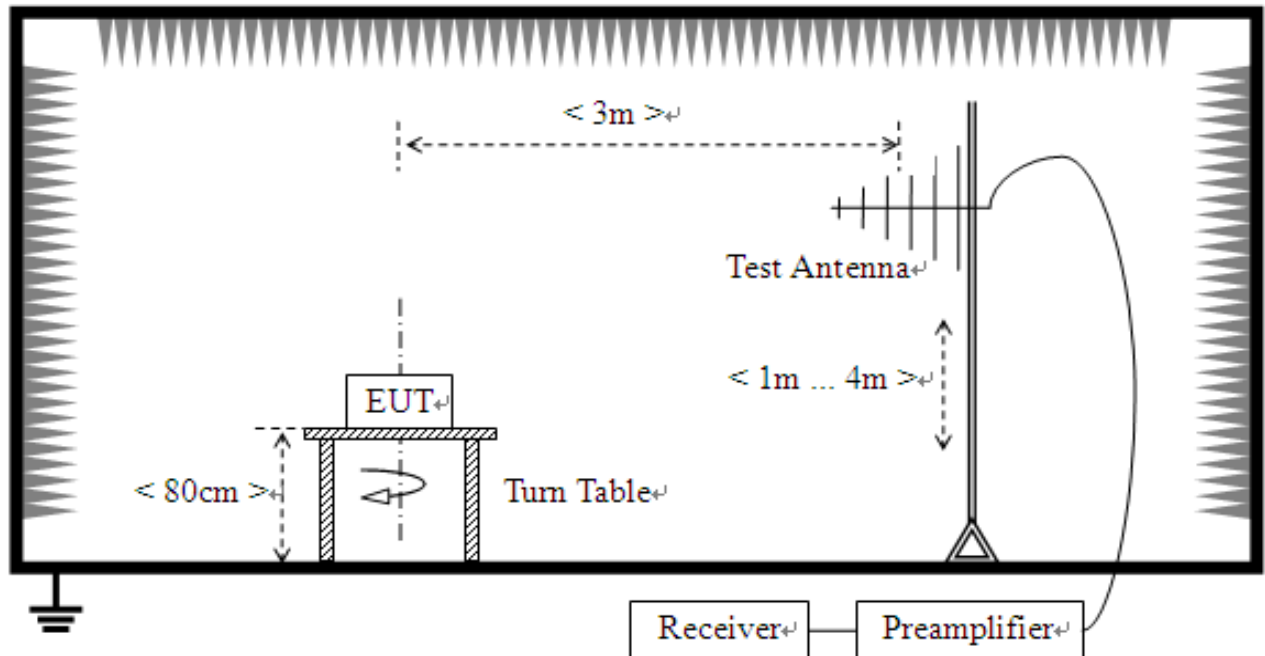 < 3m >↵
Test Antenna↵
< 1m ... 4m >↵
EUT↵
< 80cm >↵
Turn Table↵
Receiver↵
Preamplifier↵